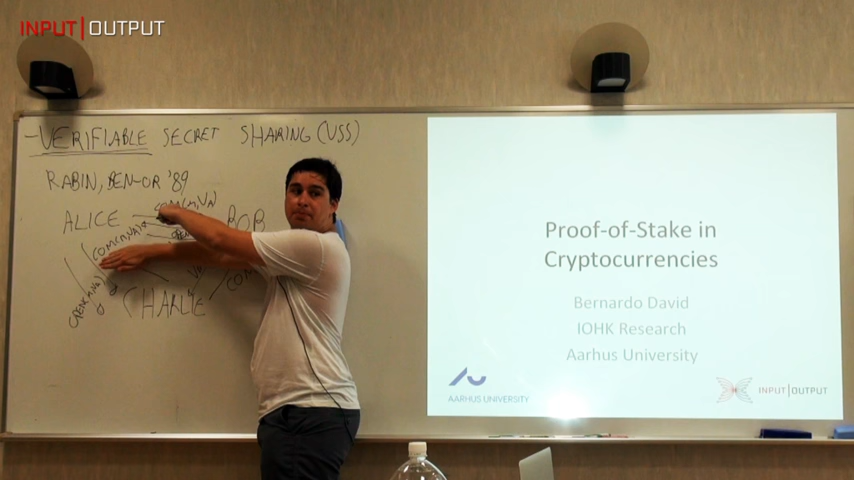 INPUT|OUTPUT
- VERIFIABLE SECRET SHARING (VSS)
RABIN, BEN-OR '89
ALICE
BOB
CHARLIE
Proof-of-Stake in
Cryptocurrencies
Bernardo David
IOHK Research
Aarhus University
AARHUS UNIVERSITY
INPUT|OUTPUT